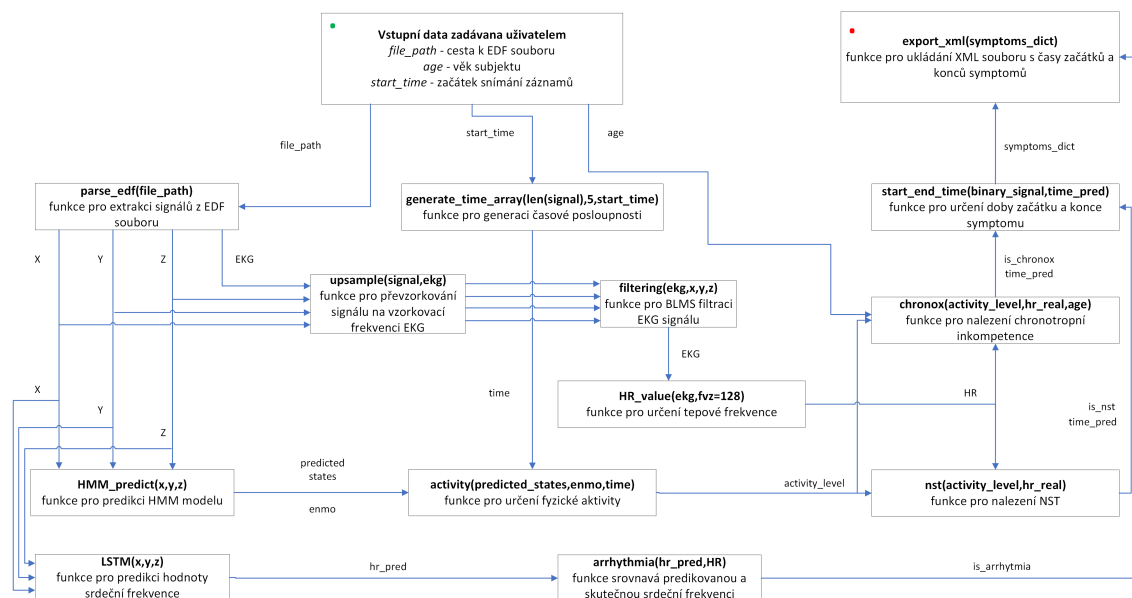 Vstupní data zadávana uživatelem
file_path - cesta k EDF souboru
age - věk subjektu
start_time - začátek snímání záznamů
export_xml(symptoms_dict)
funkce pro ukládání XML souboru s časy začátků a
konců symptomů
file_path
start_time
age
symptoms_dict
parse_edf(file_path)
funkce pro extrakci signálů z EDF
souboru
generate_time_array(len(signal),5,start_time)
funkce pro generaci časové posloupnosti
start_end_time(binary_signal,time_pred)
funkce pro určení doby začátku a konce
symptomu
X
Y
Z
EKG
is_chronox
time_pred
upsample(signal,ekg)
funkce pro převzorkování
signálu na vzorkovací
frekvenci EKG
filtering(ekg,x,y,z)
funkce pro BLMS filtraci
EKG signálu
chronox(activity_level,hr_real,age)
funkce pro nalezení chronotropní
inkompetence
EKG
X
Y
Z
time
HR_value(ekg,fvz=128)
funkce pro určení tepové frekvence
HR
is_nst
time_pred
HMM_predict(x,y,z)
funkce pro predikci HMM modelu
predicted
states
enmo
activity(predicted_states,enmo,time)
funkce pro určení fyzické aktivity
activity_level
nst(activity_level,hr_real)
funkce pro nalezení NST
LSTM(x,y,z)
funkce pro predikci hodnoty
srdeční frekvence
hr_pred
arrhythmia(hr_pred,HR)
funkce srovnává predikovanou a
skutečnou srdeční frekvenci
is_arrhytmia